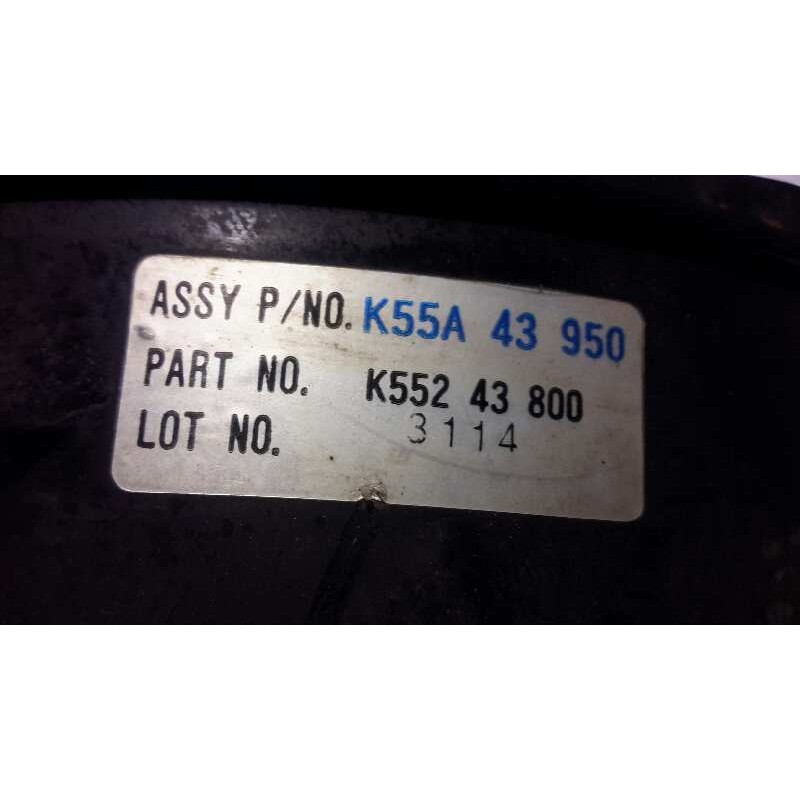 ASSY P/NO. K55A 43 950
PART NO. K552 43 800
LOT NO. 3114